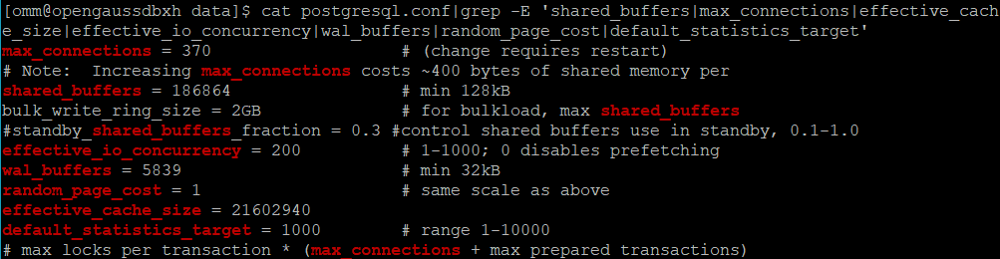 [omm@opengaussdbxh data]$ cat postgresql.conf|grep -E 'shared_buffers|max_connections|effective_cach
e_size|effective_io_concurrency|wal_buffers|random_page_cost|default_statistics_target'
max_connections = 370 # (change requires restart)
# Note:  Increasing max_connections costs ~400 bytes of shared memory per
shared_buffers = 186864 # min 128kB
bulk_write_ring_size = 2GB # for bulkload, max shared_buffers
#standby_shared_buffers_fraction = 0.3 #control shared buffers use in standby, 0.1-1.0
effective_io_concurrency = 200 # 1-1000; 0 disables prefetching
wal_buffers = 5839 # min 32kB
random_page_cost = 1 # same scale as above
effective_cache_size = 21602940
default_statistics_target = 1000 # range 1-10000
# max locks per transaction * (max_connections + max prepared transactions)